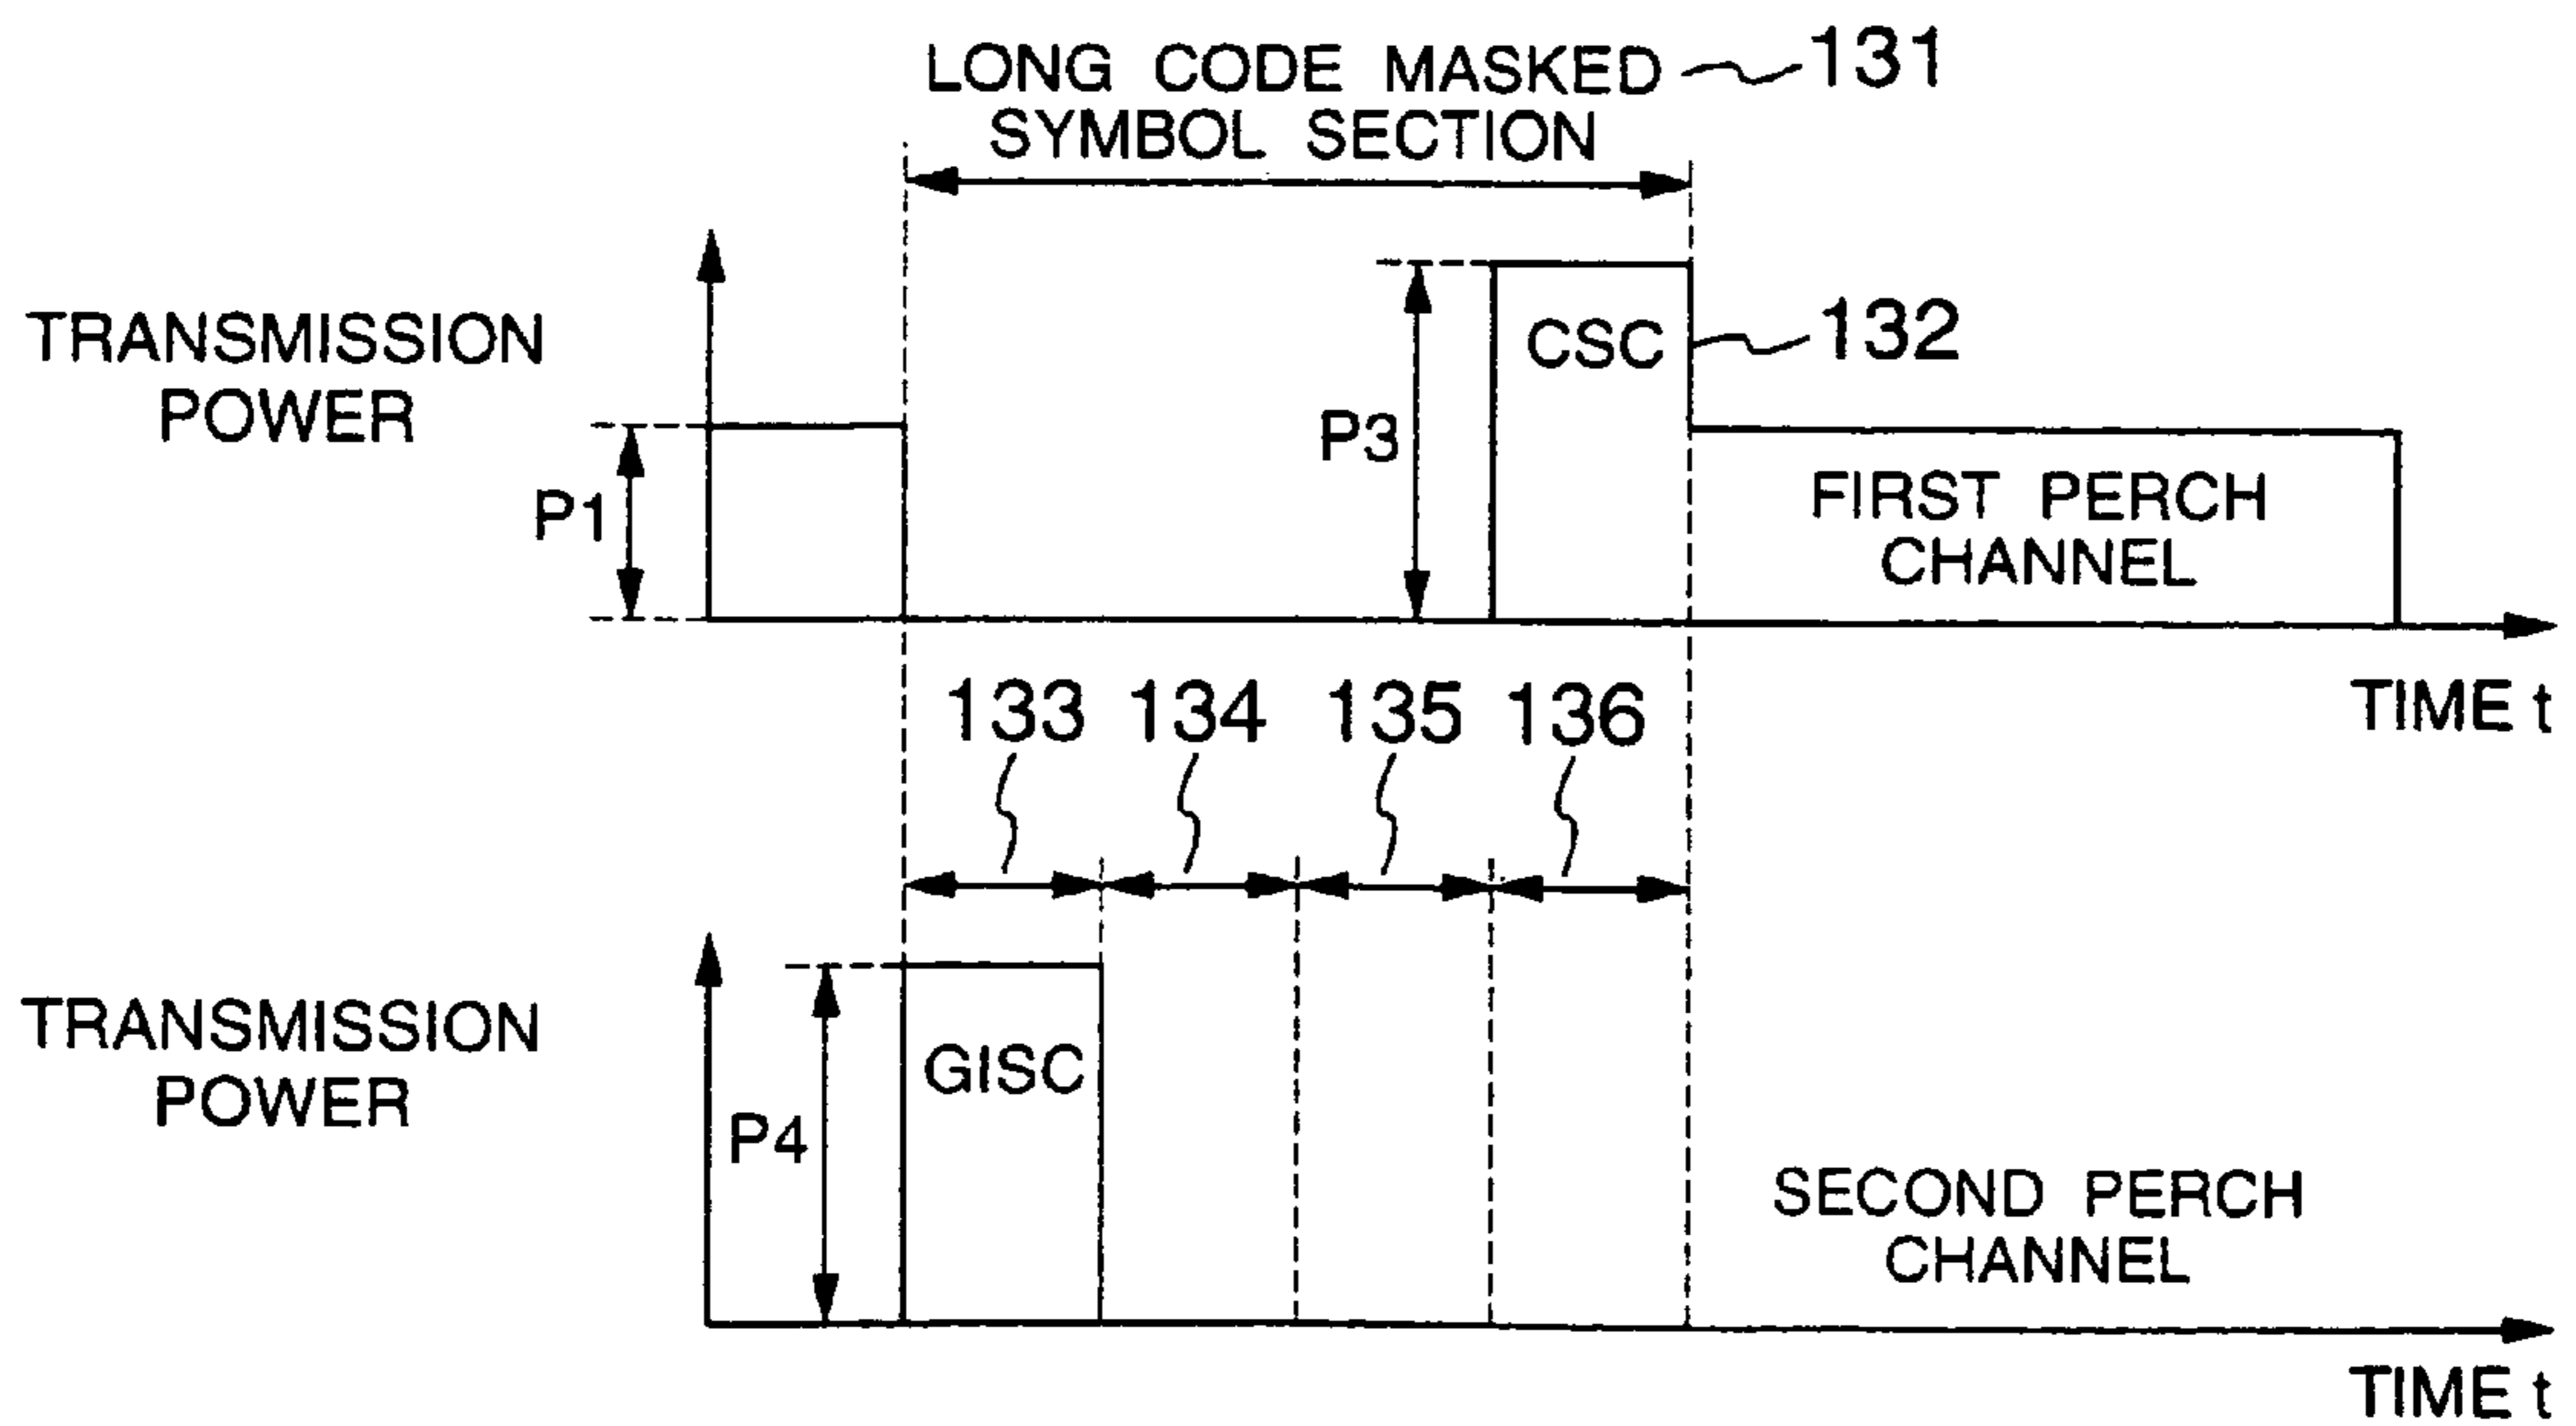 LONG CODE MASKED 131
SYMBOL SECTION
TRANSMISSION
POWER
P1
P3
CSC
132
FIRST PERCH
CHANNEL
TIME t
133 134 135 136
TRANSMISSION
POWER
P4
GISC
SECOND PERCH
CHANNEL
TIME t